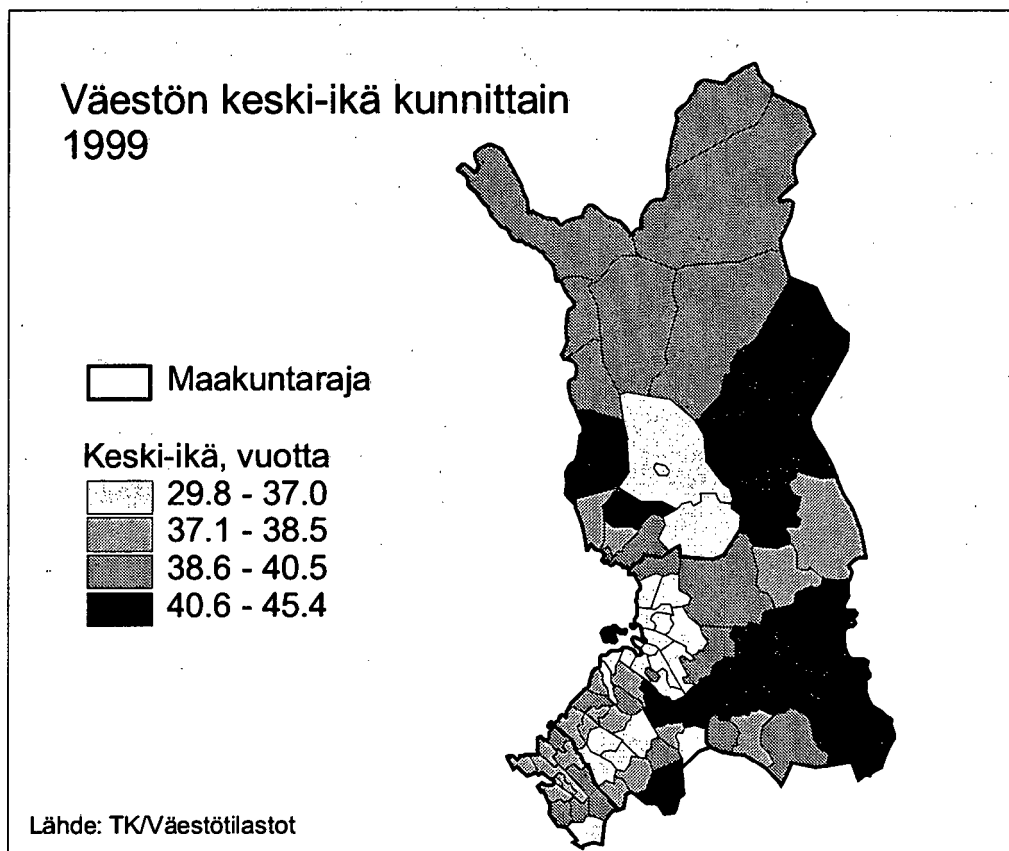 Väestön keski-ikä kunnittain
1999
Maakuntaraja
Keski-ikä, vuotta
29.8 - 37.0
37.1 - 38.5
38.6 - 40.5
40.6 - 45.4
Lähde: TK/Väestötilastot